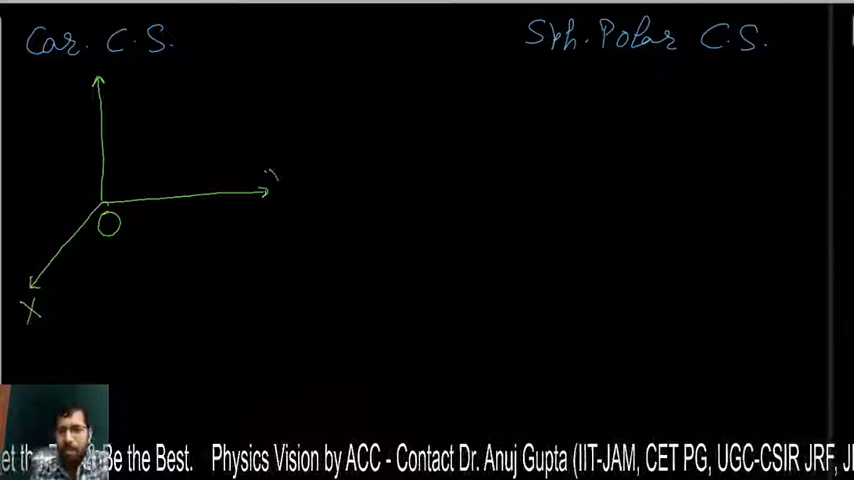 Car. C.S.
Sph. Polar C.S.
O
X
Be the Best. Physics Vision by ACC - Contact Dr. Anuj Gupta (IIT-JAM, CET PG, UGC-CSIR JRF,